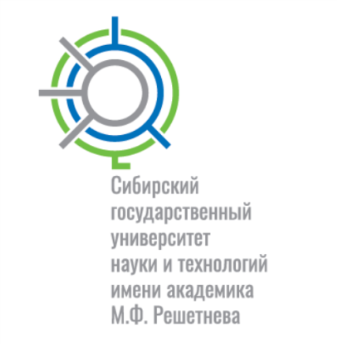 Сибирский
государственный
университет
науки и технологий
имени академика
М.Ф. Решетнева